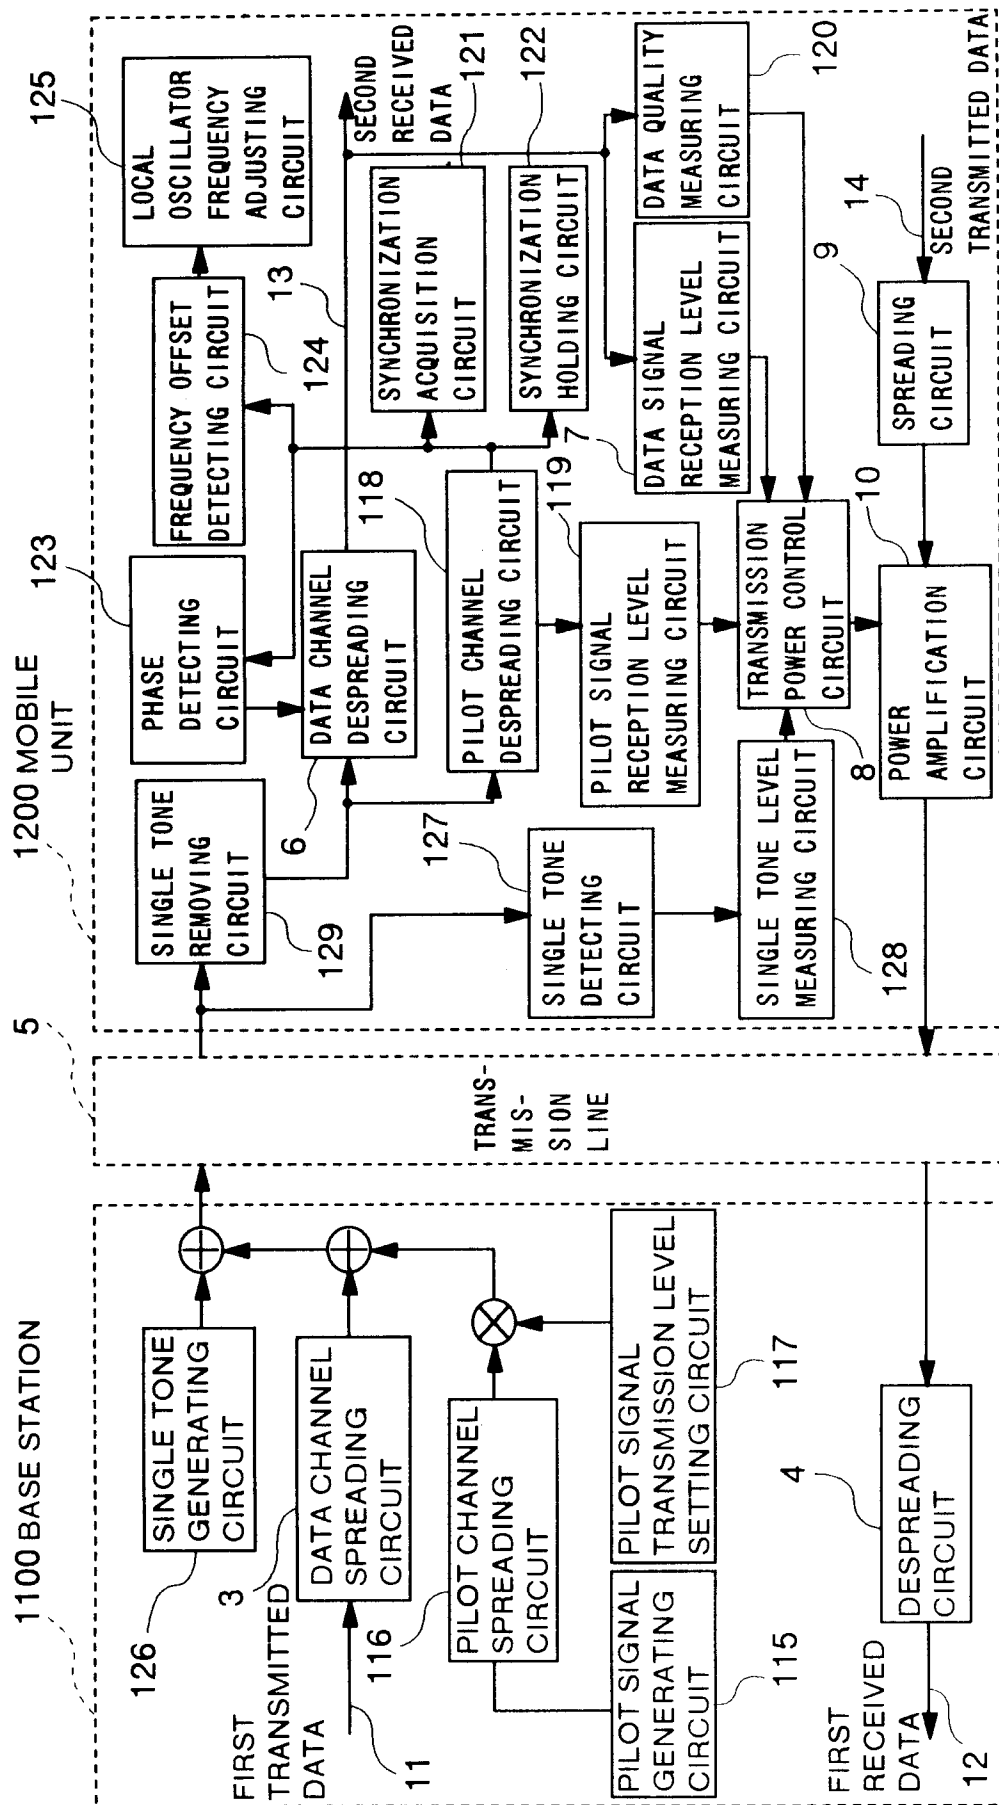 1100 BASE STATION
126
SINGLE TONE
GENERATING
CIRCUIT
FIRST
TRANSMITTED
DATA
11
3
DATA CHANNEL
SPREADING
CIRCUIT
116
PILOT CHANNEL
SPREADING
CIRCUIT
PILOT SIGNAL
GENERATING
CIRCUIT
115
PILOT SIGNAL
TRANSMISSION LEVEL
SETTING CIRCUIT
117
4
DESPREADING
CIRCUIT
FIRST
RECEIVED
DATA
12
5
TRANS-
MIS-
SION
LINE
1200 MOBILE
UNIT
SINGLE TONE
REMOVING
CIRCUIT
129
123
PHASE
DETECTING
CIRCUIT
FREQUENCY OFFSET
DETECTING CIRCUIT
124
125
LOCAL
OSCILLATOR
FREQUENCY
ADJUSTING
CIRCUIT
6
DATA CHANNEL
DESPREADING
CIRCUIT
13
SECOND
RECEIVED
DATA
118
PILOT CHANNEL
DESPREADING CIRCUIT
SYNCHRONIZATION
ACQUISITION
CIRCUIT
121
SYNCHRONIZATION
HOLDING CIRCUIT
122
127
SINGLE TONE
DETECTING
CIRCUIT
119
PILOT SIGNAL
RECEPTION LEVEL
MEASURING CIRCUIT
7
DATA SIGNAL
RECEPTION LEVEL
MEASURING CIRCUIT
DATA QUALITY
MEASURING
CIRCUIT
120
SINGLE TONE LEVEL
MEASURING CIRCUIT
128
TRANSMISSION
POWER CONTROL
CIRCUIT
8
10
POWER
AMPLIFICATION
CIRCUIT
9
SPREADING
CIRCUIT
14
SECOND
TRANSMITTED DATA